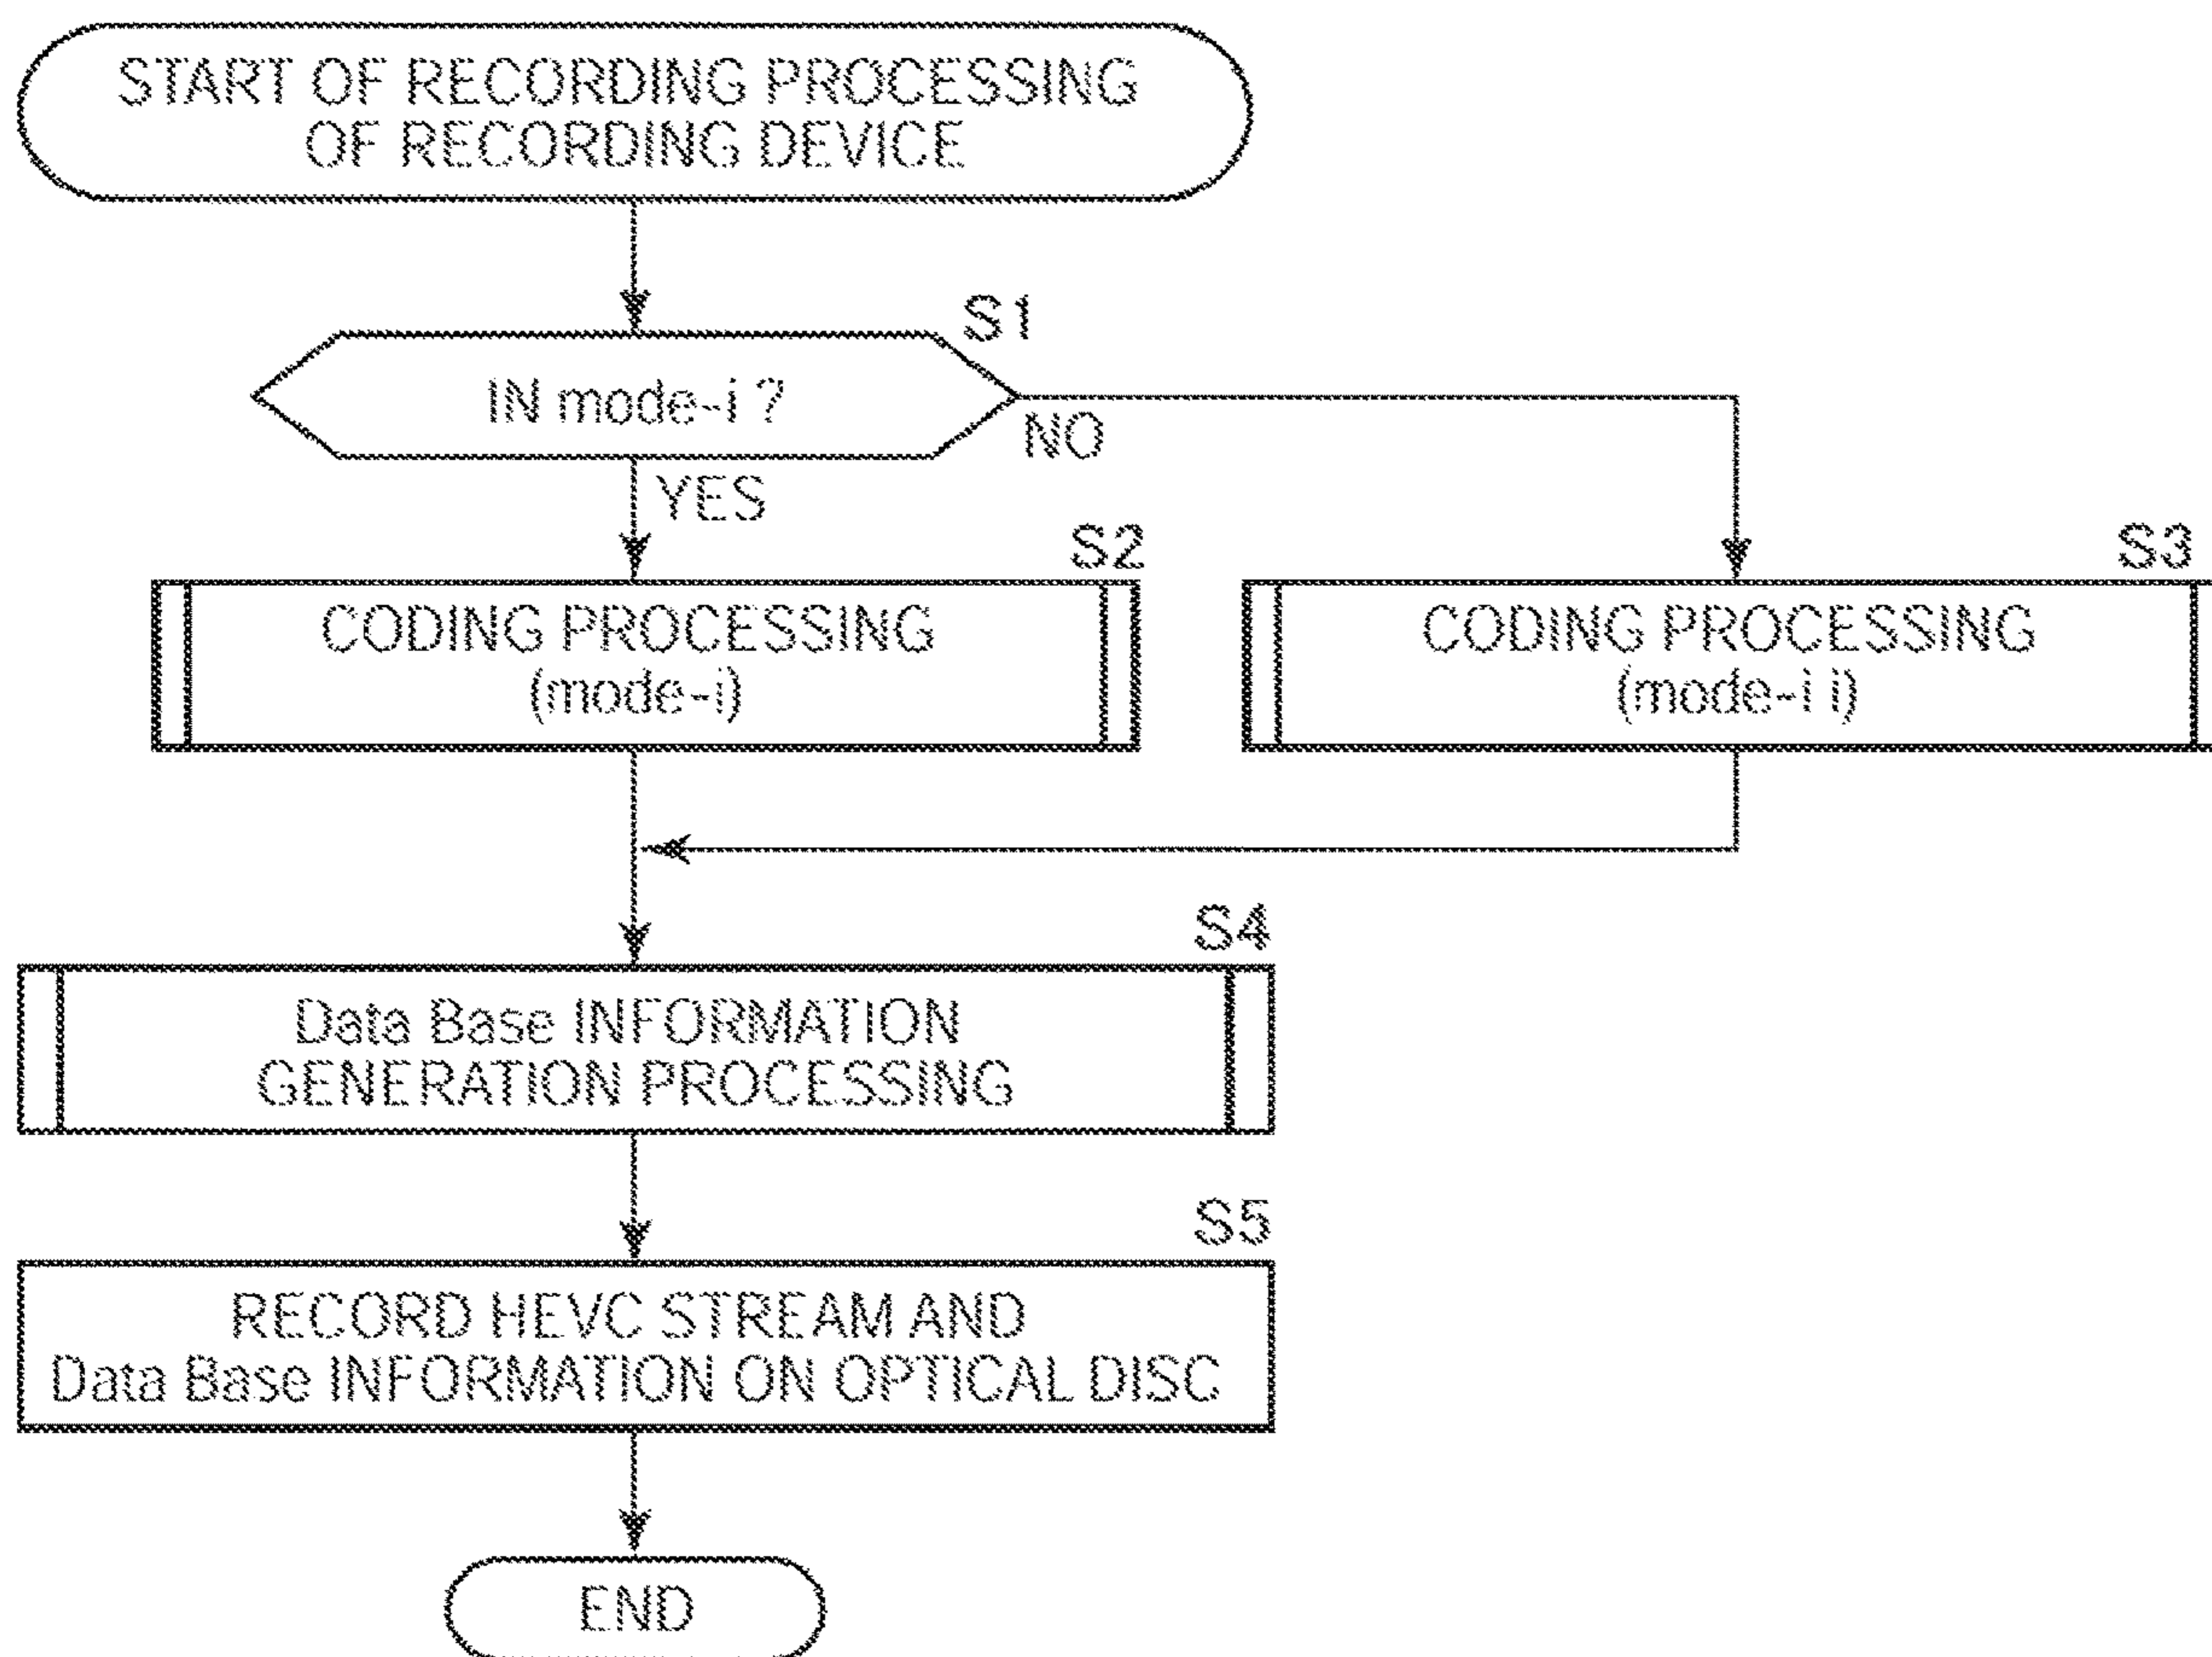 START OF RECORDING PROCESSING
OF RECORDING DEVICE
S1
IN mode-i ?
NO
YES
S2
S3
CODING PROCESSING
(mode-i)
CODING PROCESSING
(mode-i i)
S4
Data Base INFORMATION
GENERATION PROCESSING
S5
RECORD HEVC STREAM AND
Data Base INFORMATION ON OPTICAL DISC
END